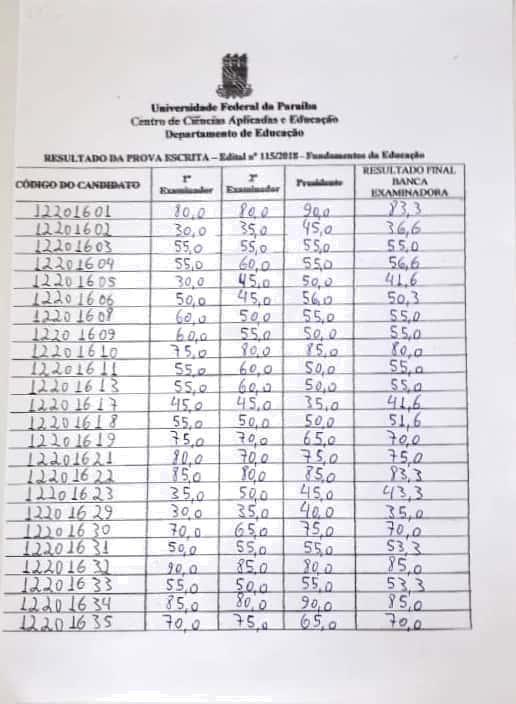 Universidade Federal da Paraíba
Centro de Ciências Aplicadas e Educação
Departamento de Educação
RESULTADO DA PROVA ESCRITA – Edital nº 115/2018 - Fundamentos da Educação
CÓDIGO DO CANDIDATO 1º Examinador 2º Examinador Presidente RESULTADO FINAL BANCA EXAMINADORA
12201601 80,0 80,0 90,0 83,3
12201602 30,0 35,0 45,0 36,6
12201603 55,0 55,0 55,0 55,0
12201604 55,0 60,0 55,0 56,6
12201605 30,0 45,0 50,0 41,6
12201606 50,0 45,0 56,0 50,3
12201608 60,0 50,0 55,0 55,0
12201609 60,0 55,0 50,0 55,0
12201610 75,0 80,0 85,0 80,0
12201611 55,0 60,0 50,0 55,0
12201613 55,0 60,0 50,0 55,0
12201617 45,0 45,0 35,0 41,6
12201618 55,0 50,0 50,0 51,6
12201619 75,0 70,0 65,0 70,0
12201621 80,0 70,0 75,0 75,0
12201622 85,0 80,0 85,0 83,3
12201623 35,0 50,0 45,0 43,3
12201629 30,0 35,0 40,0 35,0
12201630 70,0 65,0 75,0 70,0
12201631 50,0 55,0 55,0 53,3
12201632 90,0 85,0 80,0 85,0
12201633 55,0 50,0 55,0 53,3
12201634 85,0 80,0 90,0 85,0
12201635 70,0 75,0 65,0 70,0